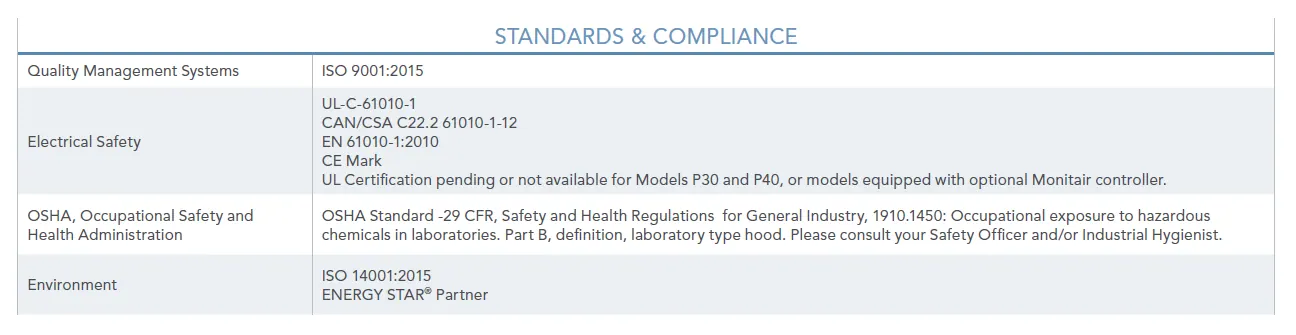 STANDARDS & COMPLIANCE
Quality Management Systems
ISO 9001:2015
Electrical Safety
UL-C-61010-1
CAN/CSA C22.2 61010-1-12
EN 61010-1:2010
CE Mark
UL Certification pending or not available for Models P30 and P40, or models equipped with optional Monitair controller.
OSHA, Occupational Safety and
Health Administration
OSHA Standard -29 CFR, Safety and Health Regulations for General Industry, 1910.1450: Occupational exposure to hazardous
chemicals in laboratories. Part B, definition, laboratory type hood. Please consult your Safety Officer and/or Industrial Hygienist.
Environment
ISO 14001:2015
ENERGY STAR® Partner